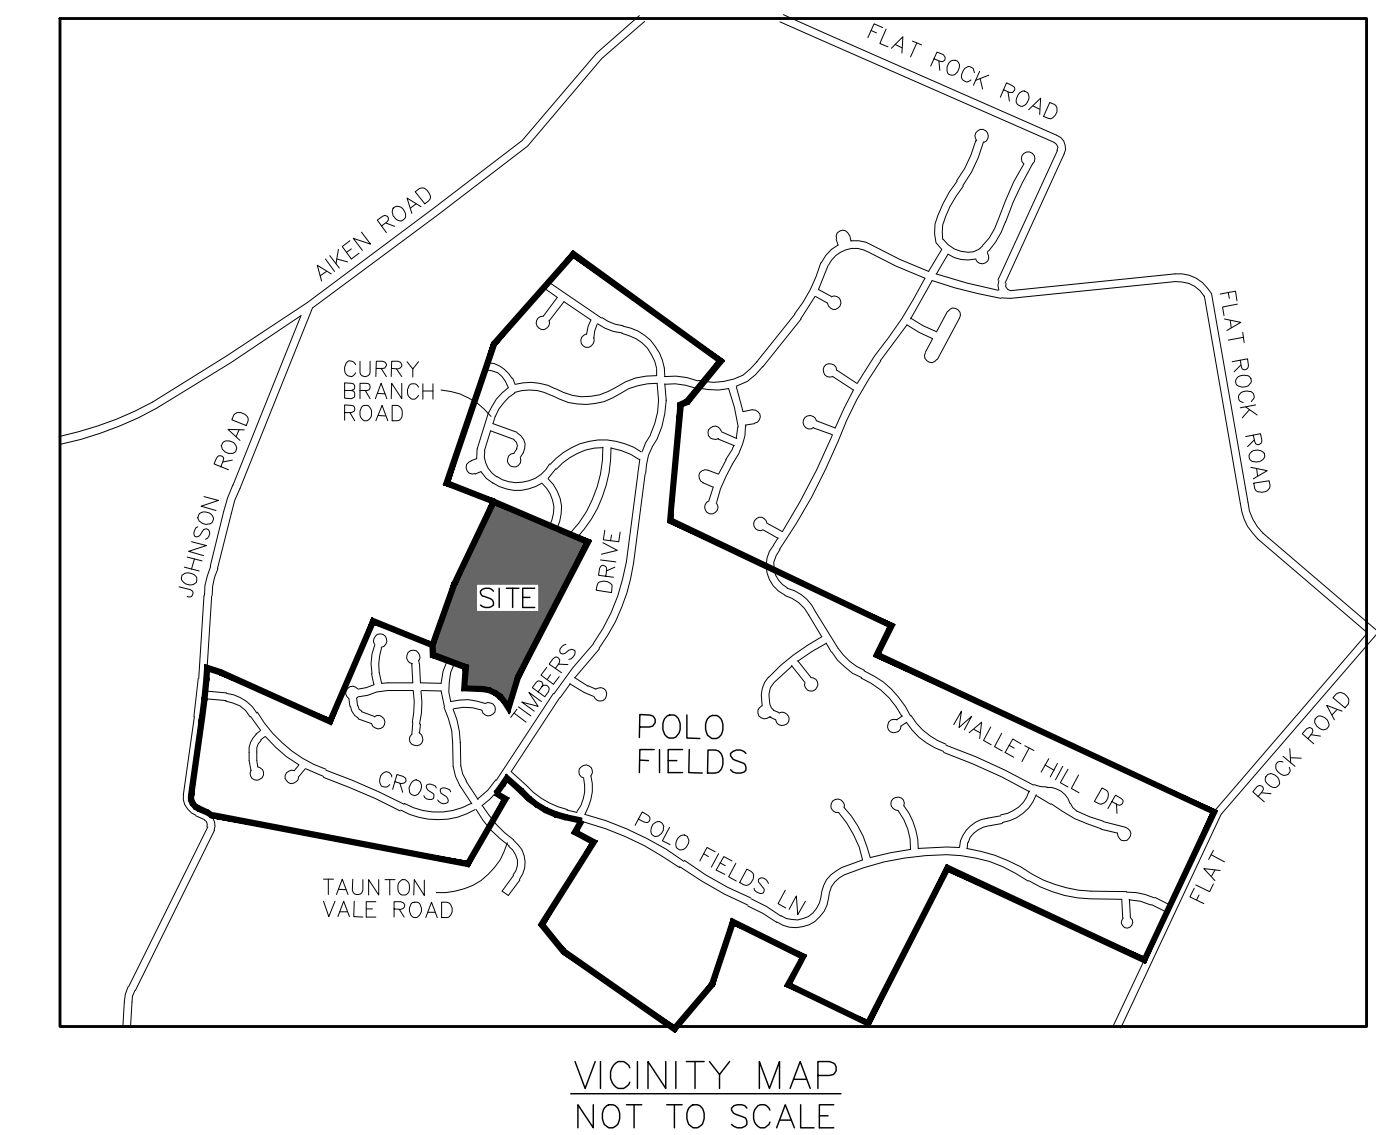 FLAT ROCK ROAD
AIKEN ROAD
FLAT ROCK ROAD
CURRY
BRANCH
ROAD
JOHNSON ROAD
SITE
DRIVE
TIMBERS
CROSS
POLO
FIELDS
MALLET HILL DR
ROCK ROAD
FLAT
POLO FIELDS LN
TAUNTON
VALE ROAD
VICINITY MAP
NOT TO SCALE